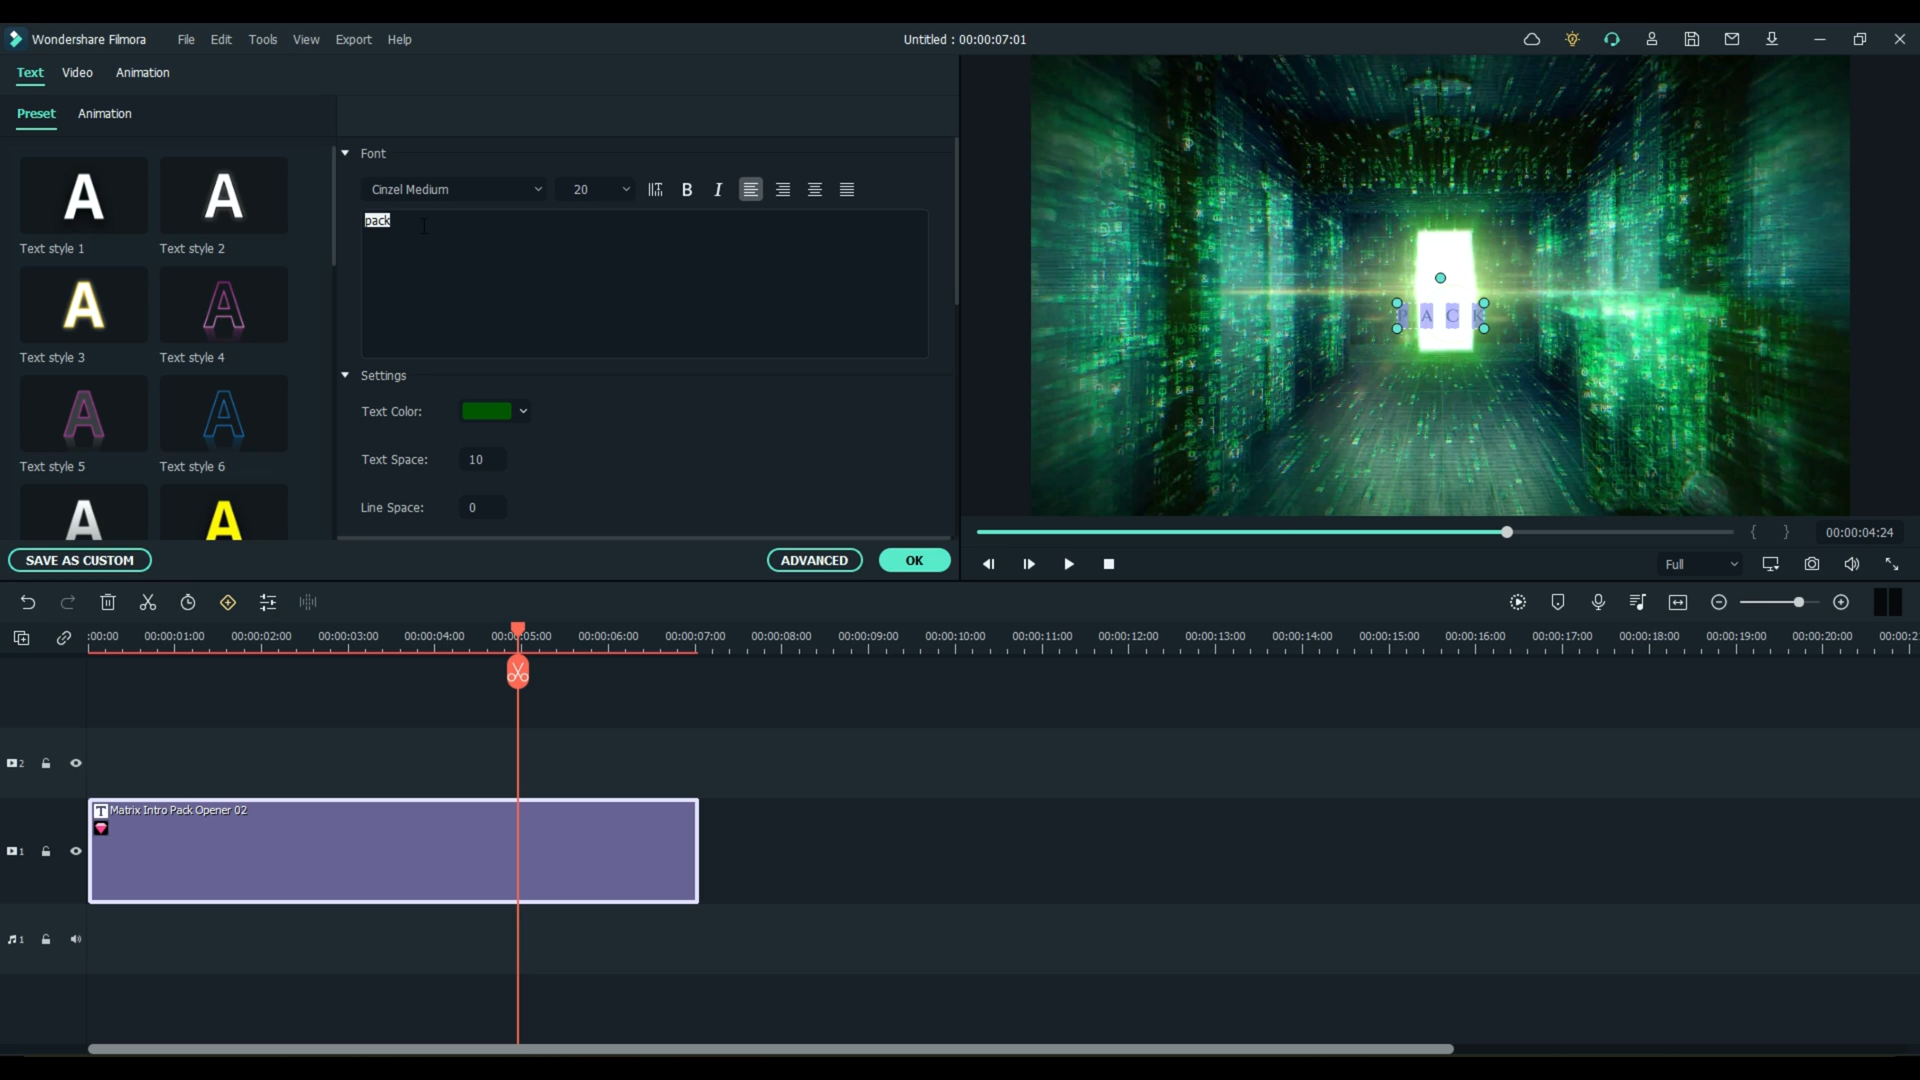 Wondershare Filmora File Edit Tools View Export Help Untitled : 00:00:07:01
Text Video Animation
Preset Animation
Font
Cinzel Medium 20 B I
pack
A A
Text style 1 Text style 2
A A
Text style 3 Text style 4
A A
Text style 5 Text style 6
A A
Settings
Text Color:
Text Space: 10
Line Space: 0
SAVE AS CUSTOM ADVANCED OK
P A C K
{ } 00:00:04:24
Full
:00:00 00:00:01:00 00:00:02:00 00:00:03:00 00:00:04:00 00:00:05:00 00:00:06:00 00:00:07:00 00:00:08:00 00:00:09:00 00:00:10:00 00:00:11:00 00:00:12:00 00:00:13:00 00:00:14:00 00:00:15:00 00:00:16:00 00:00:17:00 00:00:18:00 00:00:19:00 00:00:20:00
2
T Matrix Intro Pack Opener 02
1
1